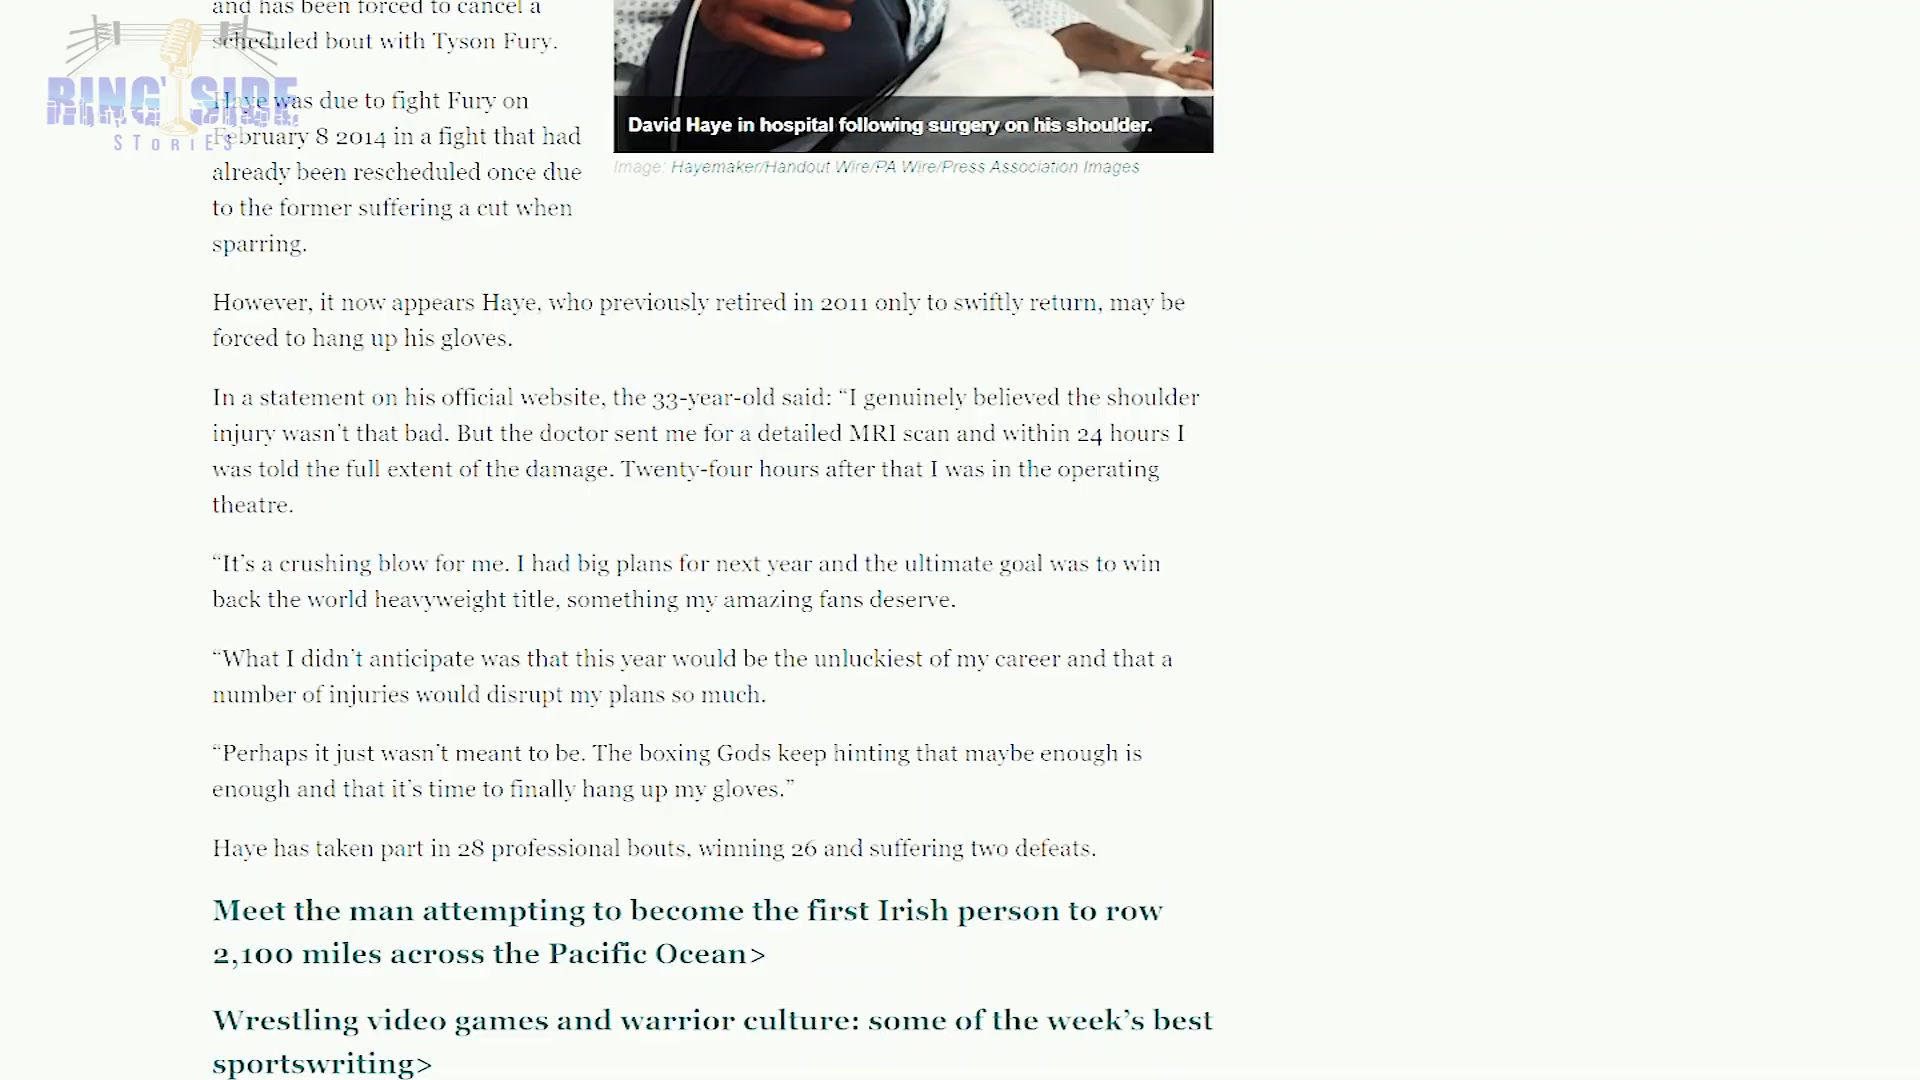 and has been forced to cancel a
scheduled bout with Tyson Fury.
RING SIDE
STORIES
Haye was due to fight Fury on
February 8 2014 in a fight that had
already been rescheduled once due
to the former suffering a cut when
sparring.
David Haye in hospital following surgery on his shoulder.
Image: Hayemaker/Handout Wire/PA Wire/Press Association Images
However, it now appears Haye, who previously retired in 2011 only to swiftly return, may be
forced to hang up his gloves.
In a statement on his official website, the 33-year-old said: “I genuinely believed the shoulder
injury wasn’t that bad. But the doctor sent me for a detailed MRI scan and within 24 hours I
was told the full extent of the damage. Twenty-four hours after that I was in the operating
theatre.
“It’s a crushing blow for me. I had big plans for next year and the ultimate goal was to win
back the world heavyweight title, something my amazing fans deserve.
“What I didn’t anticipate was that this year would be the unluckiest of my career and that a
number of injuries would disrupt my plans so much.
“Perhaps it just wasn’t meant to be. The boxing Gods keep hinting that maybe enough is
enough and that it’s time to finally hang up my gloves.”
Haye has taken part in 28 professional bouts, winning 26 and suffering two defeats.
Meet the man attempting to become the first Irish person to row
2,100 miles across the Pacific Ocean>
Wrestling video games and warrior culture: some of the week’s best
sportswriting>